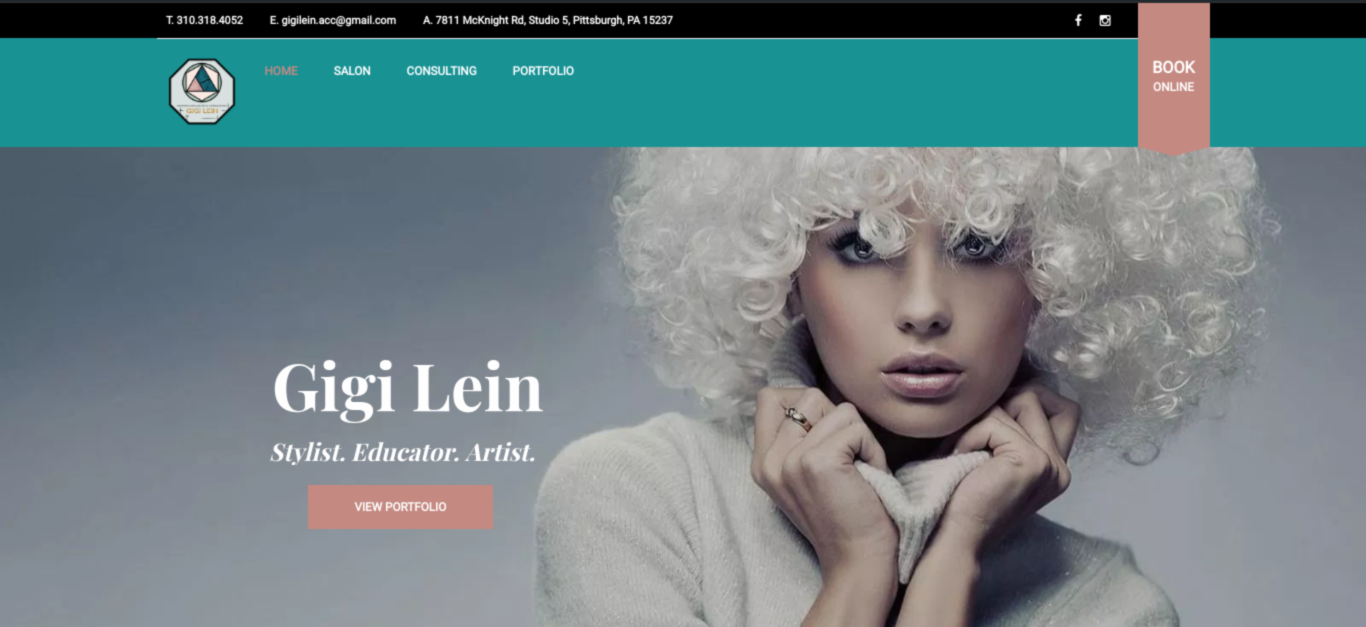 T. 310.318.4052 E. gigilein.acc@gmail.com A. 7811 McKnight Rd, Studio 5, Pittsburgh, PA 15237
HOME SALON CONSULTING PORTFOLIO
BOOK
ONLINE
GIGI LEIN
Gigi Lein
Stylist. Educator. Artist.
VIEW PORTFOLIO